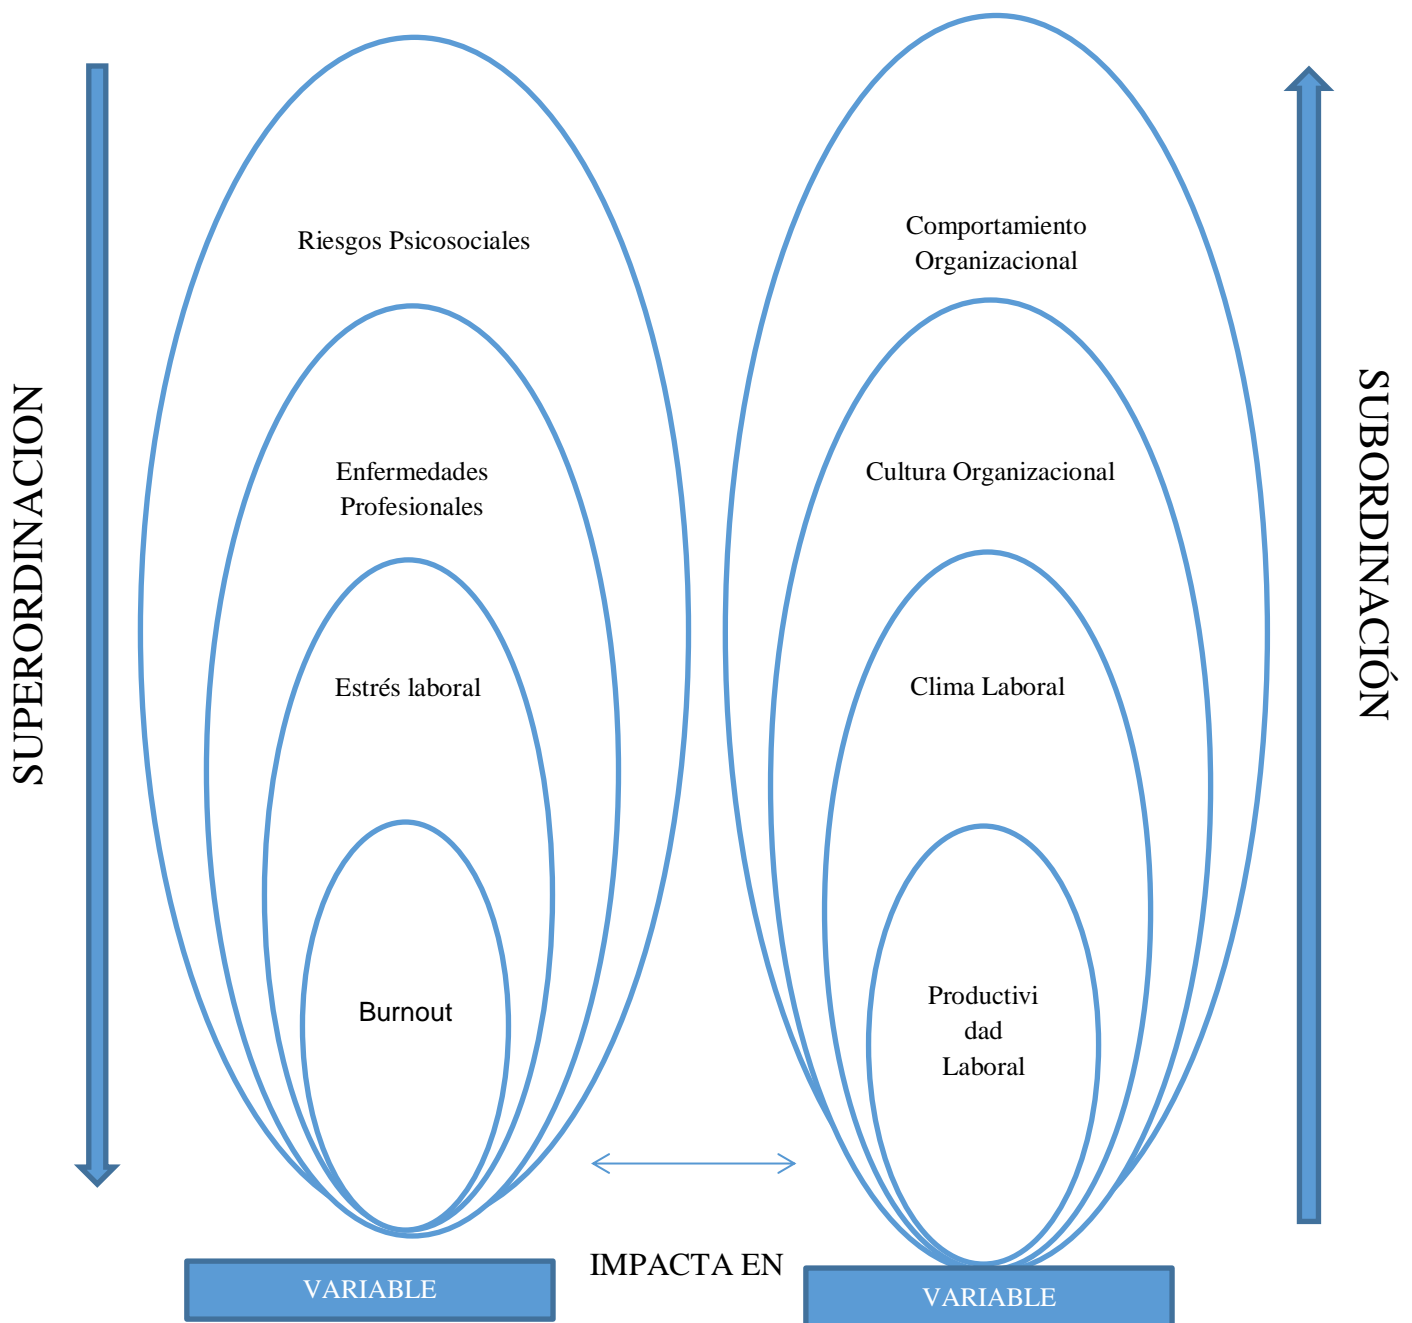 SUPERORDINACION
Riesgos Psicosociales
Enfermedades
Profesionales
Estrés laboral
Burnout
VARIABLE
IMPACTA EN
Comportamiento
Organizacional
Cultura Organizacional
Clima Laboral
Productivi
dad
Laboral
VARIABLE
SUBORDINACIÓN